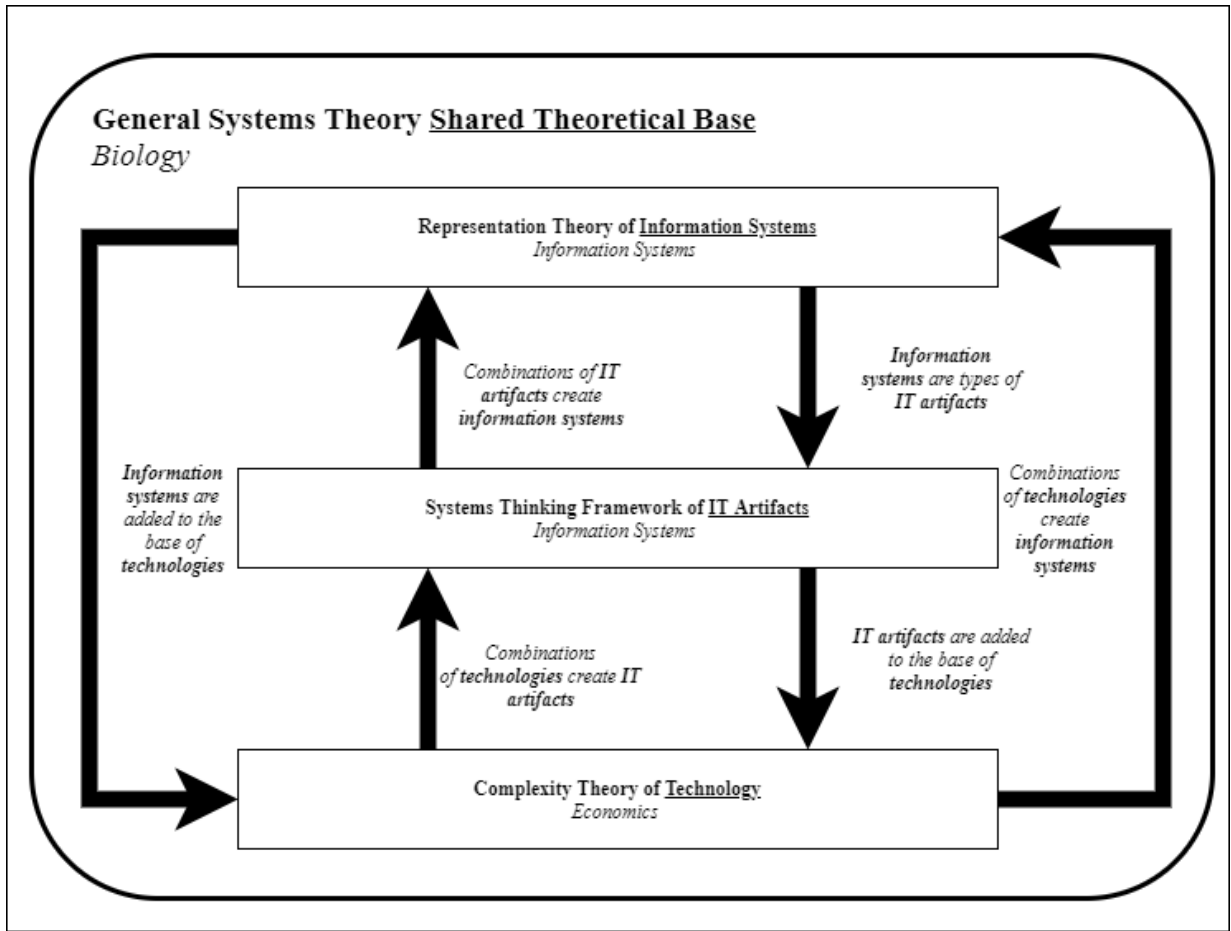 General Systems Theory Shared Theoretical Base
Biology
Representation Theory of Information Systems
Information Systems
Combinations of IT
artifacts create
information systems
Information
systems are types of
IT artifacts
Information
systems are
added to the
base of
technologies
Systems Thinking Framework of IT Artifacts
Information Systems
Combinations
of technologies
create
information
systems
Combinations
of technologies create IT
artifacts
IT artifacts are added
to the base of
technologies
Complexity Theory of Technology
Economics